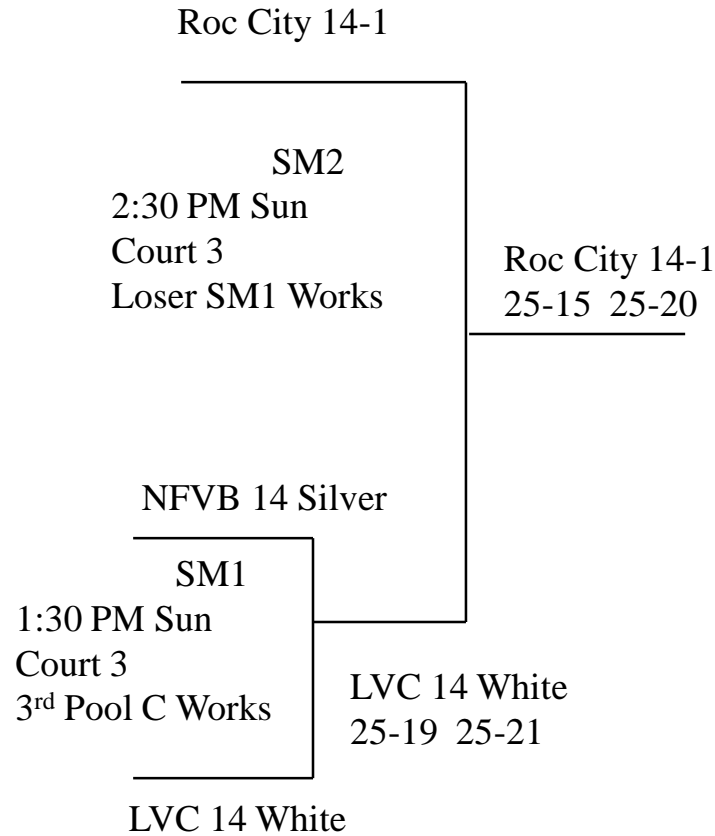 Roc City 14-1
SM2
2:30 PM Sun
Court 3
Loser SM1 Works
Roc City 14-1
25-15  25-20
NFVB 14 Silver
SM1
1:30 PM Sun
Court 3
3rd Pool C Works
LVC 14 White
25-19  25-21
LVC 14 White